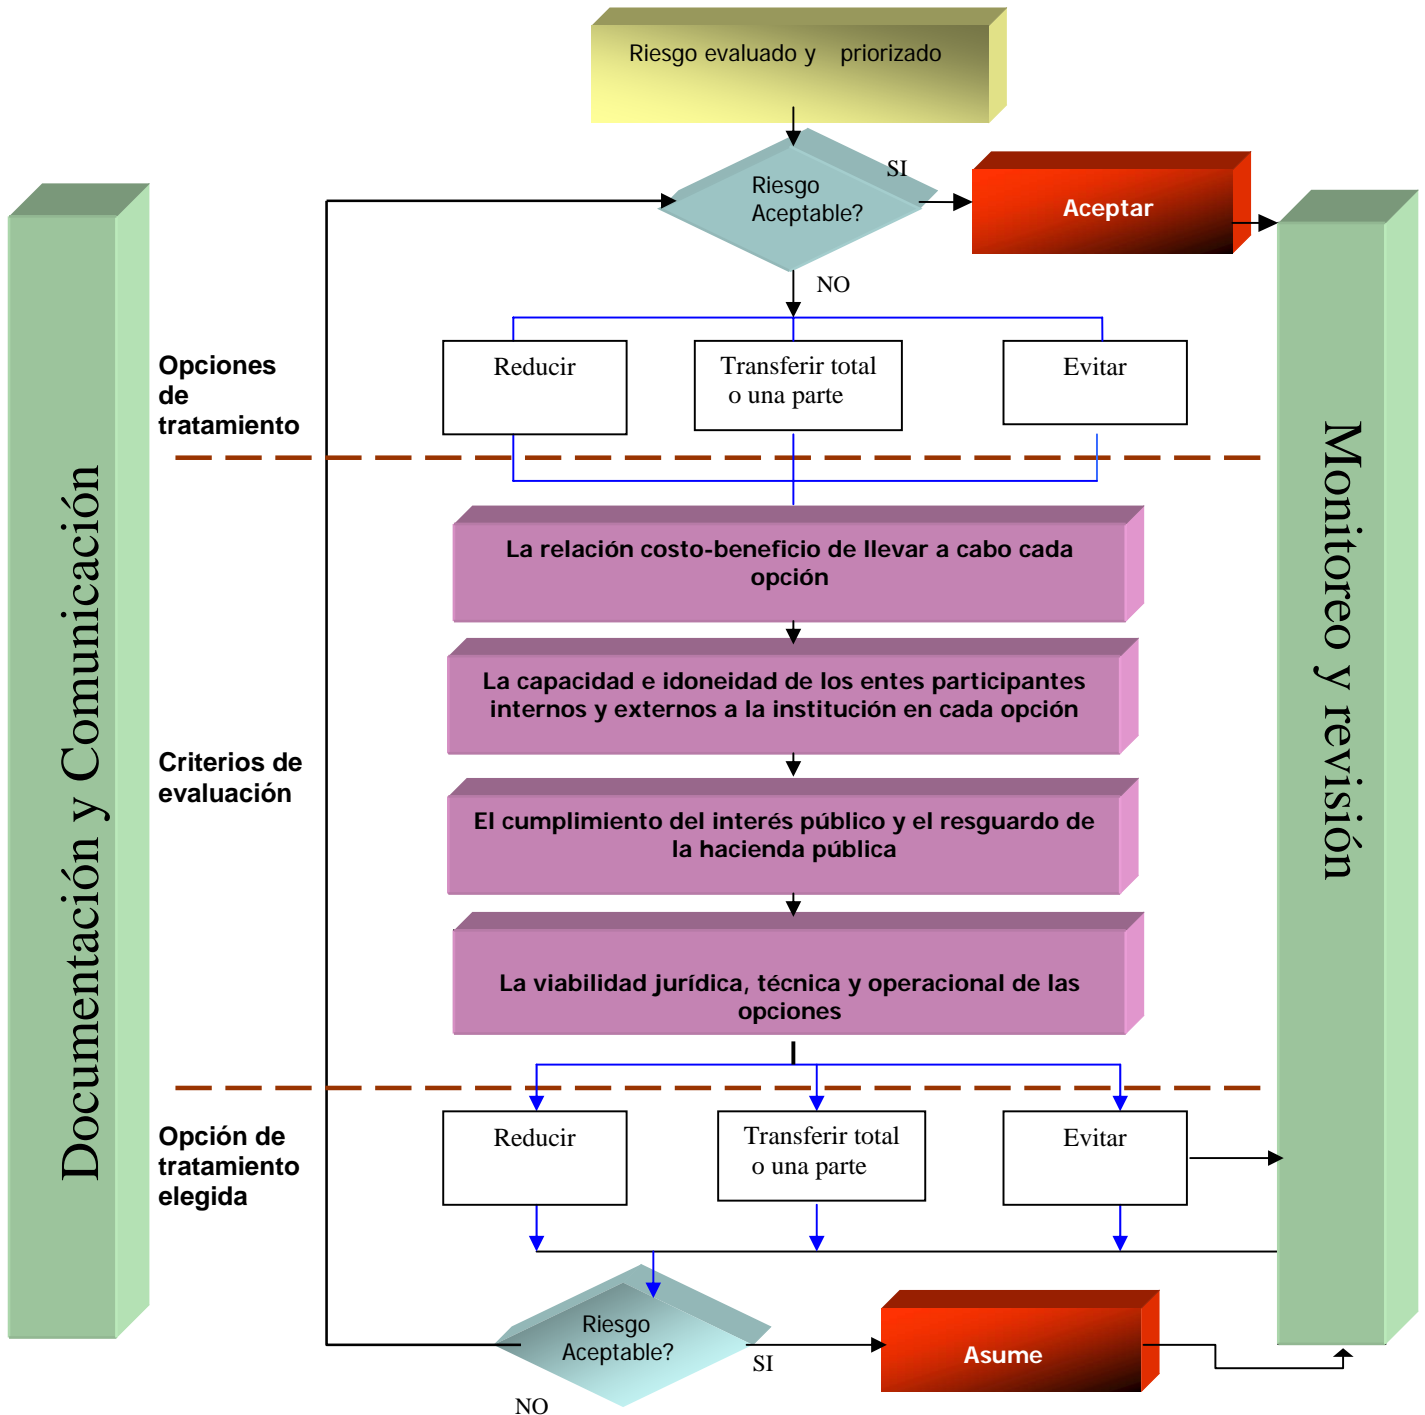 Riesgo evaluado y priorizado
Riesgo
Aceptable?
SI
Aceptar
NO
Opciones
de
tratamiento
Reducir
Transferir total
o una parte
Evitar
Documentación y Comunicación
Monitoreo y revisión
La relación costo-beneficio de llevar a cabo cada
opción
La capacidad e idoneidad de los entes participantes
internos y externos a la institución en cada opción
Criterios de
evaluación
El cumplimiento del interés público y el resguardo de
la hacienda pública
La viabilidad jurídica, técnica y operacional de las
opciones
Opción de
tratamiento
elegida
Reducir
Transferir total
o una parte
Evitar
Riesgo
Aceptable?
SI
Asume
NO